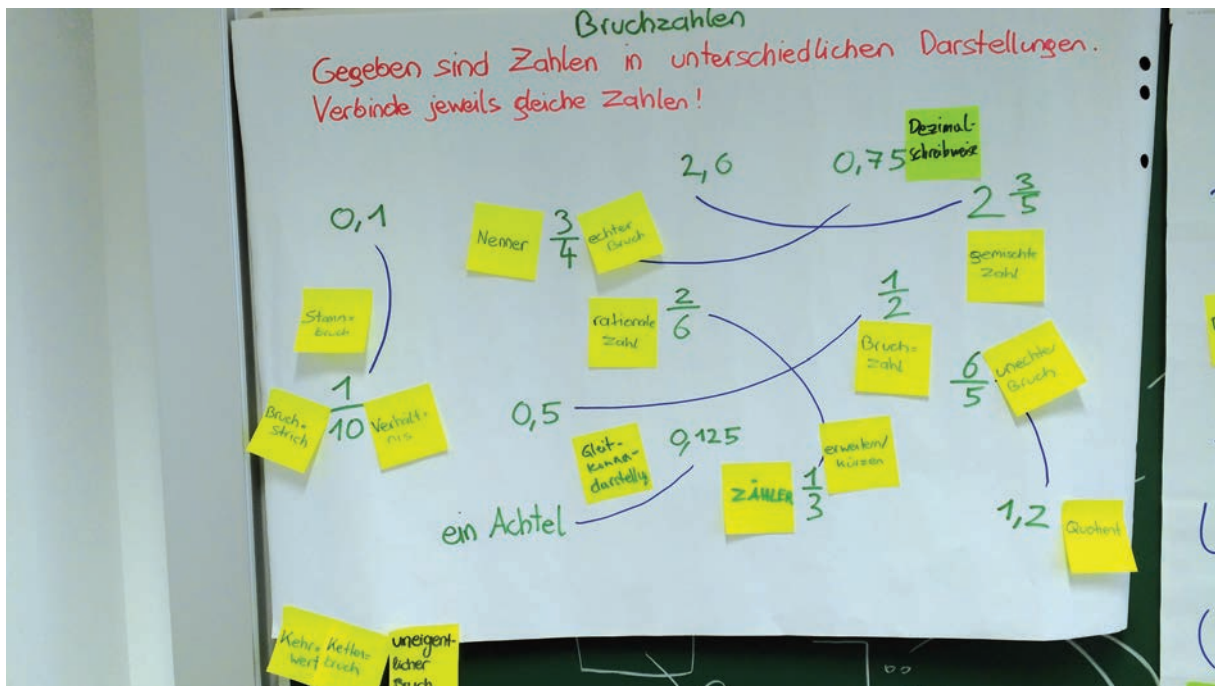 Bruchzahlen
Gegeben sind Zahlen in unterschiedlichen Darstellungen.
Verbinde jeweils gleiche Zahlen!
2,6
0,75
Dezimal-
schreibweise
0,1
Nenner
3/4
echter
Bruch
2 3/5
gemischte
Zahl
Stamm=
bruch
rationale
Zahl
2/6
1/2
Bruch=
zahl
6/5
unechter
Bruch
Bruch=
strich
1/10
Verhält=
nis
0,5
Gleit-
komma-
0,125
erweitern/
kürzen
ZÄHLER
1/3
ein Achtel
1,2
Quotient
Kehr=
wert
Ketten=
bruch
uneigent-
licher
Bruch